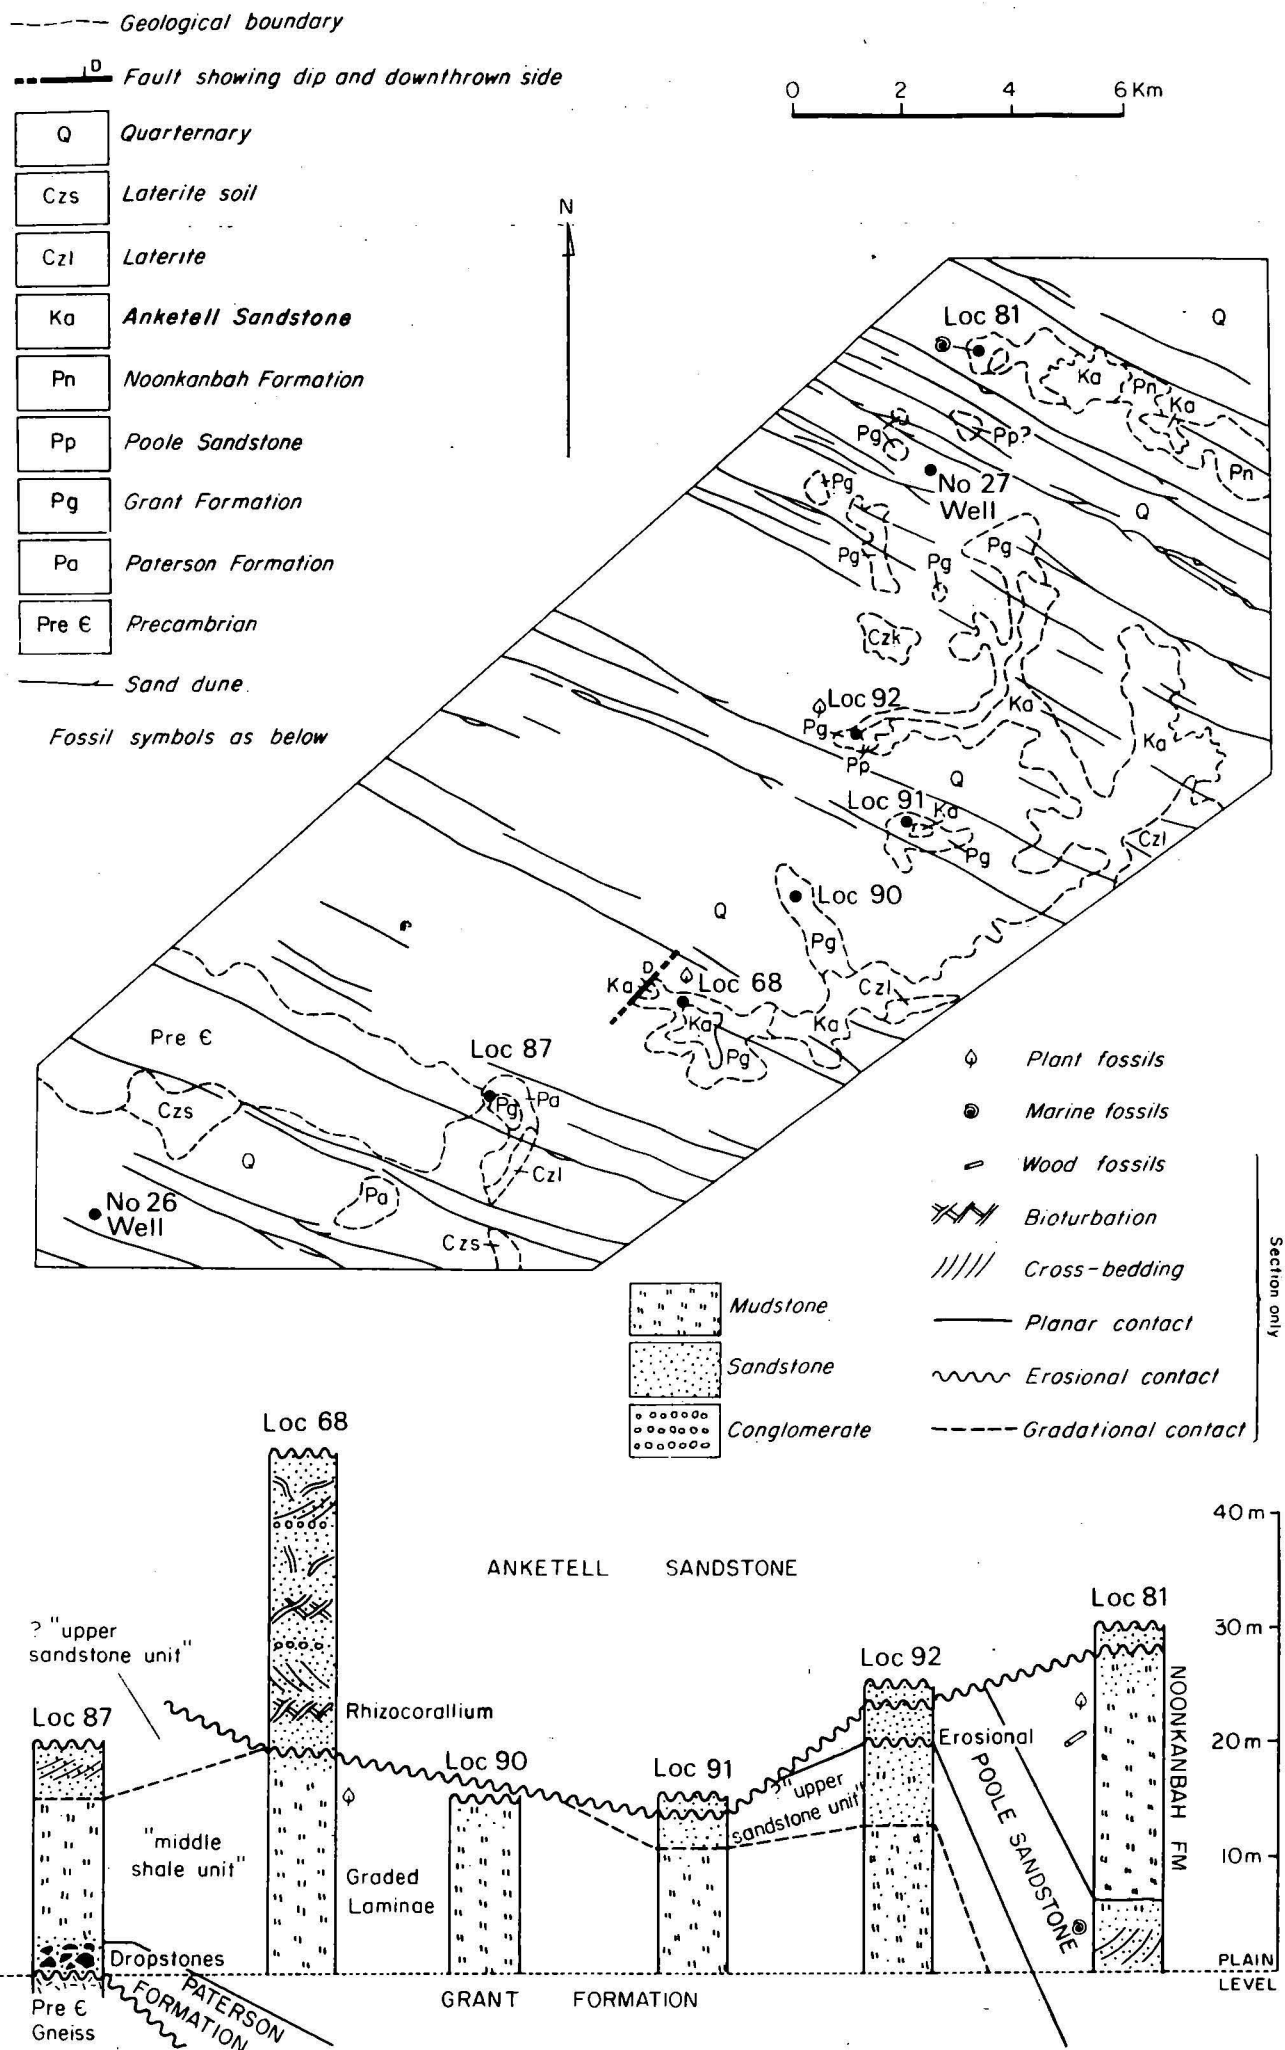 Geological boundary
D
Fault showing dip and downthrown side
Q Quarternary
Czs Laterite soil
Czl Laterite
Ka Anketell Sandstone
Pn Noonkanbah Formation
Pp Poole Sandstone
Pg Grant Formation
Pa Paterson Formation
Pre Є Precambrian
Sand dune.
Fossil symbols as below
0 2 4 6 Km
N
Loc 81
Q
Ka
Pn
Ka
Pn
Pg
Pp?
No 27
Well
Q
Pg
Pg
Pg
Pg
Czk
Loc 92
Pg
Pp
Ka
Ka
Q
Loc 91
Ka
Pg
Czl
Loc 90
Q
Pg
D
Ka
Loc 68
Czl
Ka
Ka
Pg
Pre Є
Loc 87
Pa
Pg
Czs
Q
Czl
Pa
No 26
Well
Czs
Plant fossils
Marine fossils
Wood fossils
Bioturbation
Cross-bedding
Planar contact
Erosional contact
Gradational contact
Section only
Mudstone
Sandstone
Conglomerate
Loc 68
40 m
ANKETELL SANDSTONE
Loc 81
30 m
? "upper
sandstone unit"
Loc 92
Loc 87
Rhizocorallium
Erosional
20 m
Loc 90
Loc 91
? "upper
sandstone unit"
POOLE SANDSTONE
NOONKANBAH FM
"middle
shale unit"
Graded
Laminae
10 m
Dropstones
PLAIN
LEVEL
PATERSON
FORMATION
GRANT FORMATION
Pre Є
Gneiss